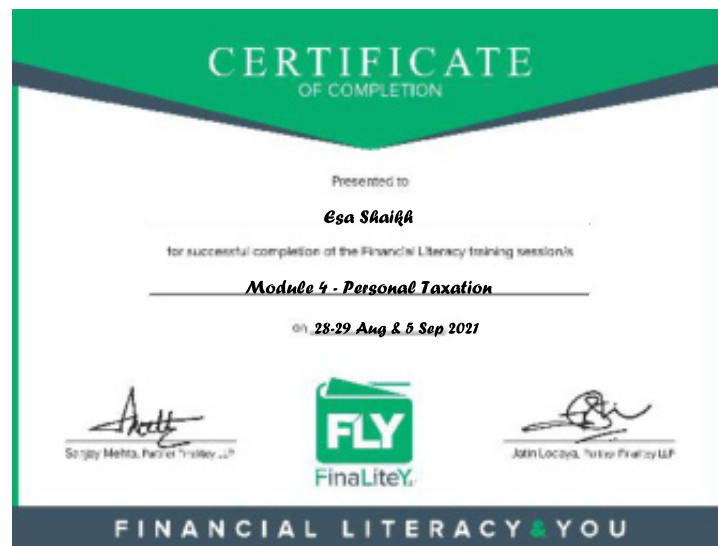 CERTIFICATE
OF COMPLETION
Presented to
Esa Shaikh
for successful completion of the Financial Literacy training session/s
Module 4 - Personal Taxation
on 28-29 Aug & 5 Sep 2021
Sanjay Mehta, Partner Finalitey LLP
Jatin Lodaya, Partner Finalitey LLP
FLY
FinaLiteY
FINANCIAL LITERACY & YOU